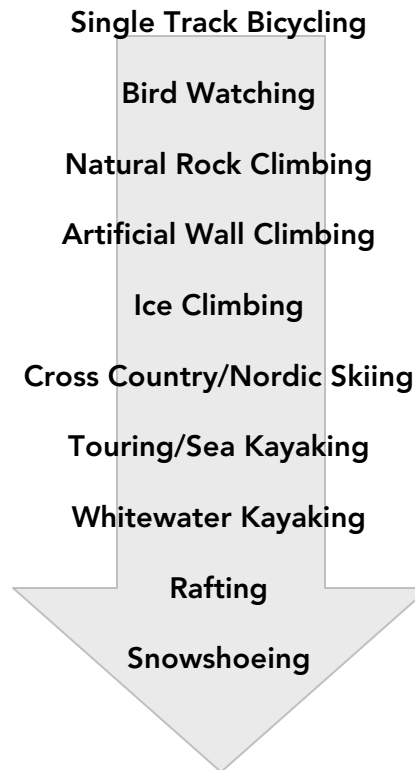 Single Track Bicycling
Bird Watching
Natural Rock Climbing
Artificial Wall Climbing
Ice Climbing
Cross Country/Nordic Skiing
Touring/Sea Kayaking
Whitewater Kayaking
Rafting
Snowshoeing